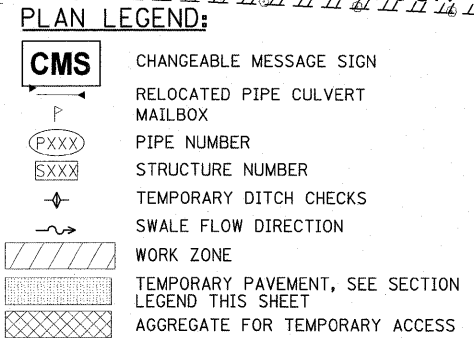 PLAN LEGEND:
CMS CHANGEABLE MESSAGE SIGN
RELOCATED PIPE CULVERT
MAILBOX
PXXX PIPE NUMBER
SXXX STRUCTURE NUMBER
TEMPORARY DITCH CHECKS
SWALE FLOW DIRECTION
WORK ZONE
TEMPORARY PAVEMENT, SEE SECTION
LEGEND THIS SHEET
AGGREGATE FOR TEMPORARY ACCESS